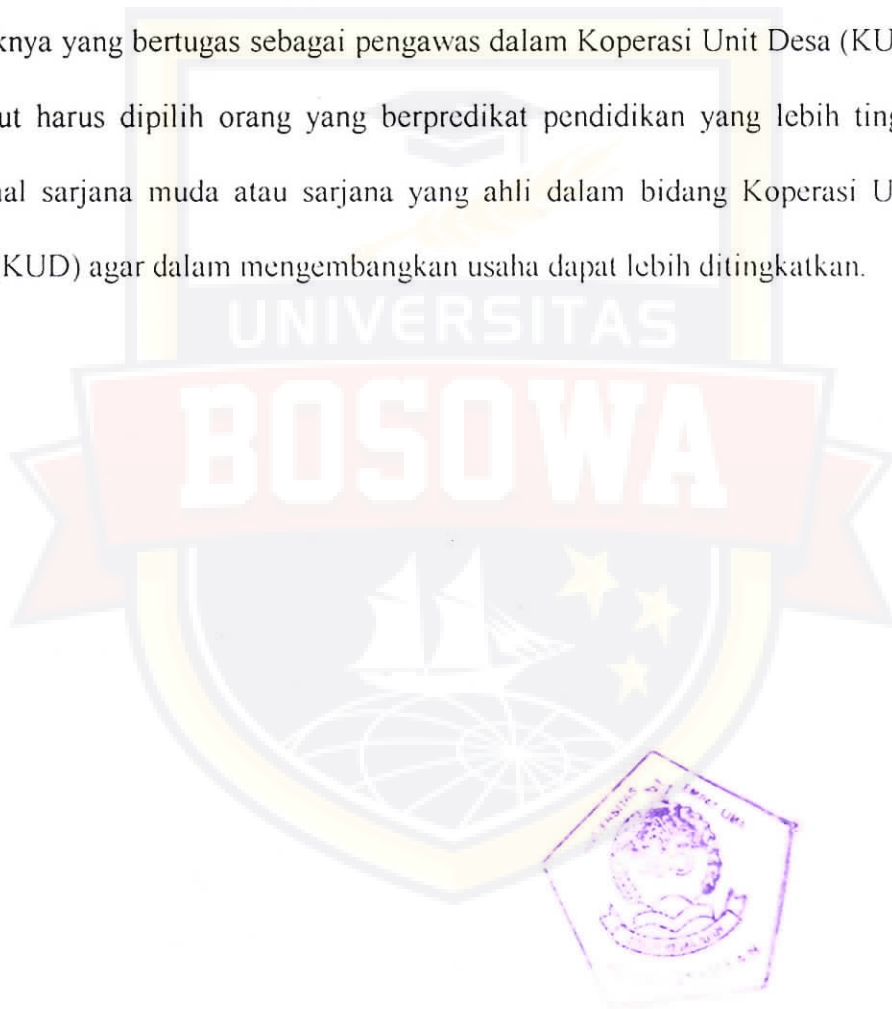 knya yang bertugas sebagai pengawas dalam Koperasi Unit Desa (KU
ut harus dipilih orang yang berpredikat pendidikan yang lebih ting
nal sarjana muda atau sarjana yang ahli dalam bidang Koperasi U
KUD) agar dalam mengembangkan usaha dapat lebih ditingkatkan.
UNIVERSITAS
BOSOWA